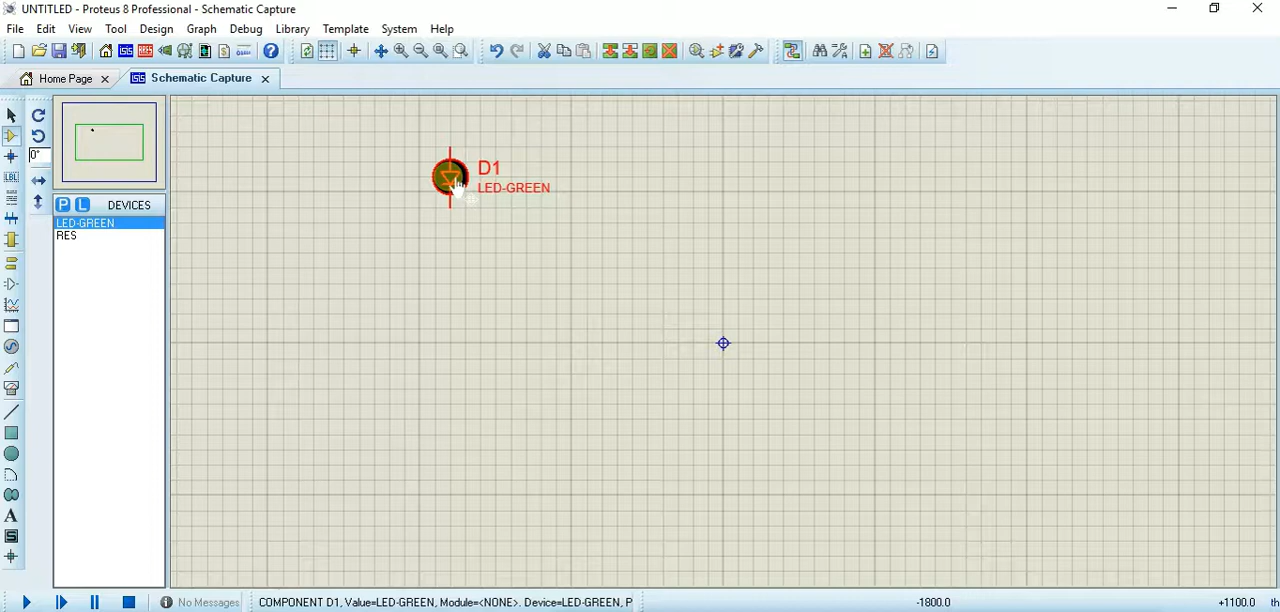 UNTITLED - Proteus 8 Professional - Schematic Capture
File Edit View Tool Design Graph Debug Library Template System Help
Home Page Schematic Capture
0°
P L DEVICES
LED-GREEN
RES
LBL
A
S
D1
LED-GREEN
No Messages COMPONENT D1, Value=LED-GREEN, Module=<NONE>. Device=LED-GREEN, P -1800.0 +1100.0 th